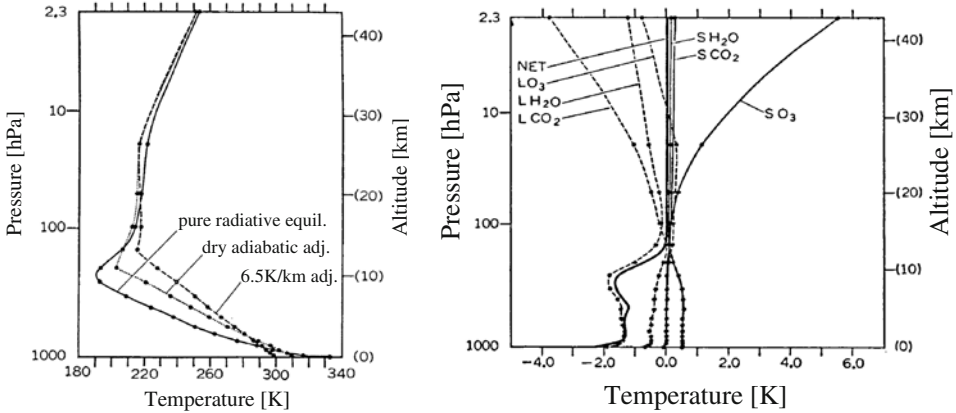 2.3
10
100
1000
Pressure [hPa]
(40)
(30)
(20)
(10)
(0)
Altitude [km]
pure radiative equil.
dry adiabatic adj.
6.5K/km adj.
180
220
260
300
340
Temperature [K]
2.3
10
100
1000
Pressure [hPa]
NET
LO3
LH2O
LCO2
SH2O
SCO2
SO3
(40)
(30)
(20)
(10)
(0)
Altitude [km]
-4.0
-2.0
0.0
2.0
4.0
6.0
Temperature [K]